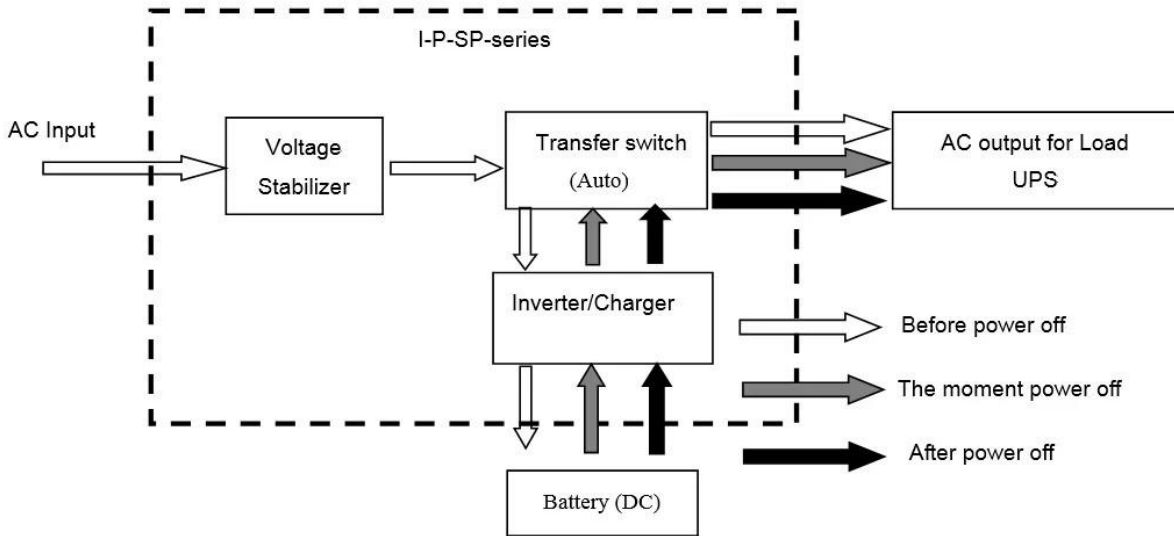 I-P-SP-series
AC Input
Voltage
Stabilizer
Transfer switch
(Auto)
AC output for Load
UPS
Inverter/Charger
Before power off
The moment power off
After power off
Battery (DC)